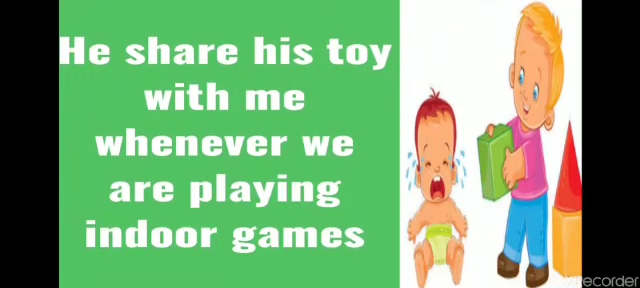 He share his toy
with me
whenever we
are playing
indoor games